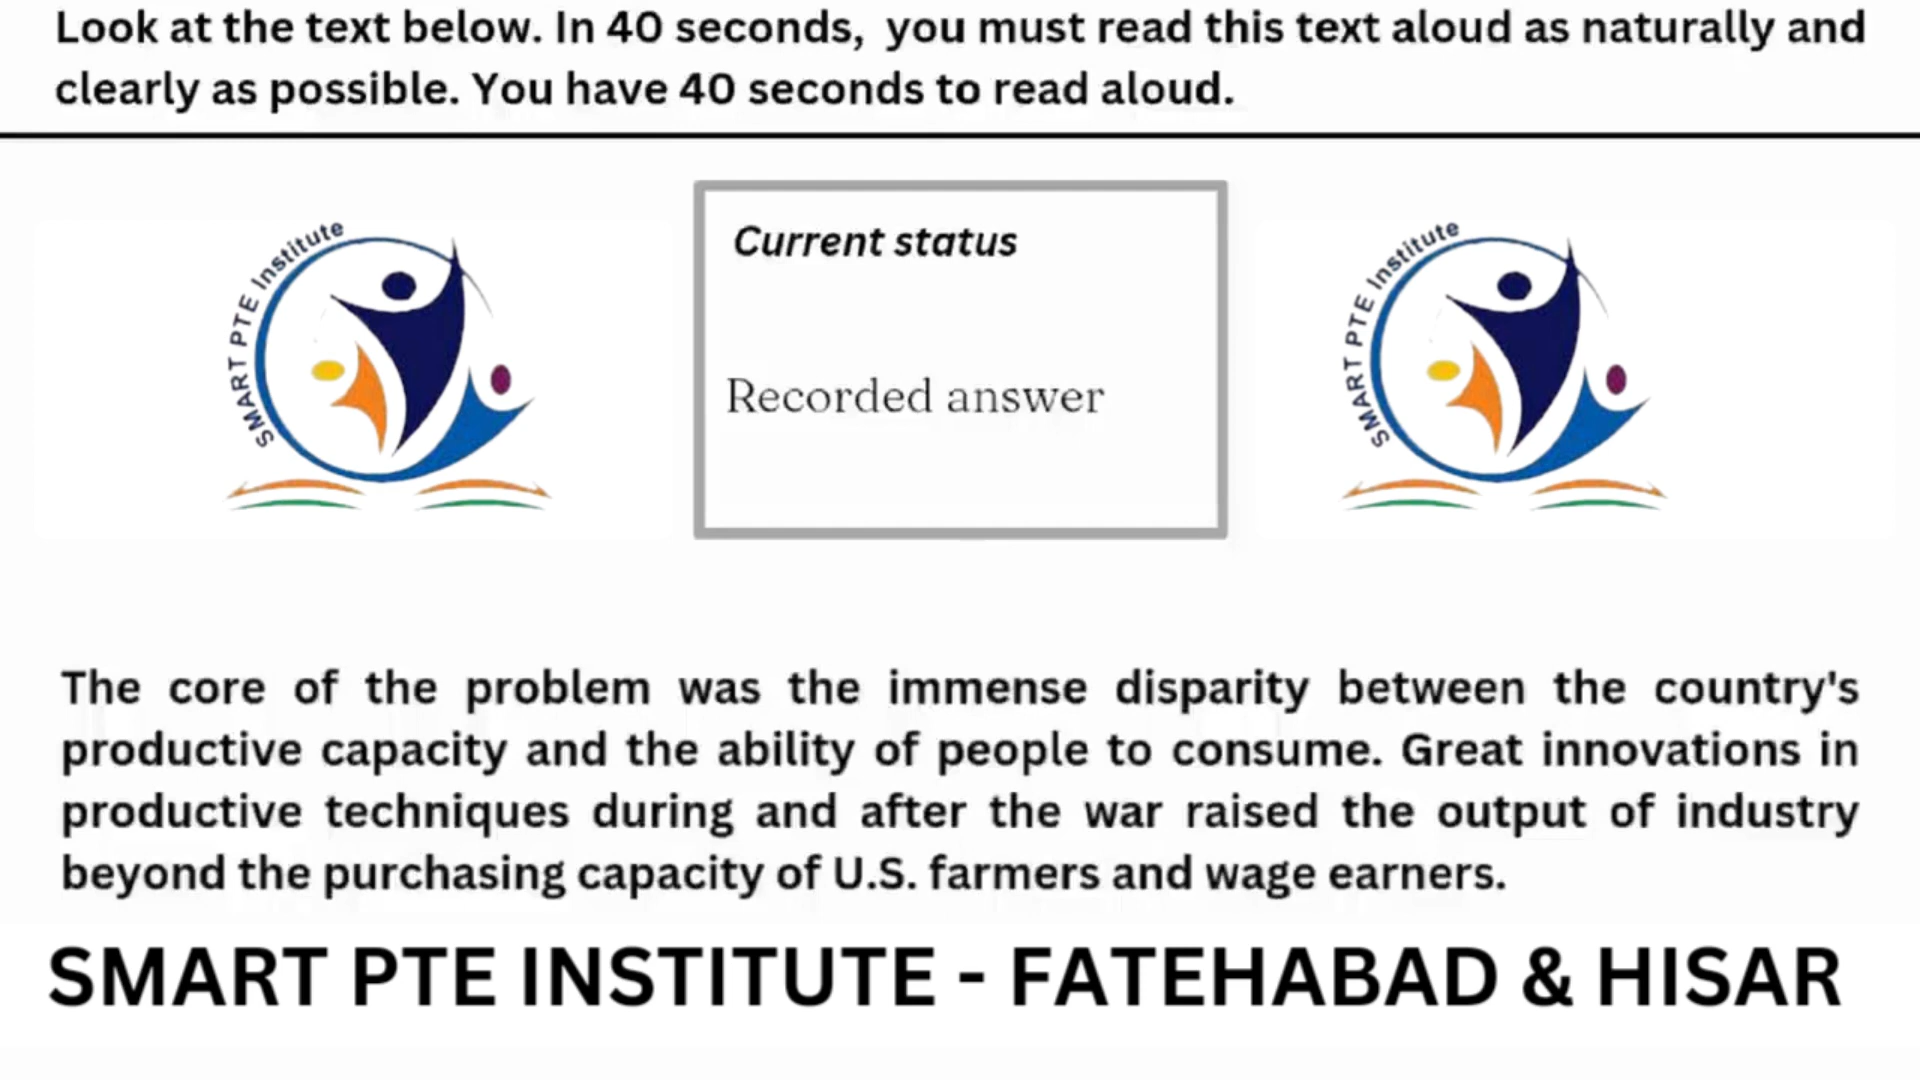 Look at the text below. In 40 seconds, you must read this text aloud as naturally and
clearly as possible. You have 40 seconds to read aloud.
SMART PTE Institute
Current status
Recorded answer
SMART PTE Institute
The core of the problem was the immense disparity between the country's
productive capacity and the ability of people to consume. Great innovations in
productive techniques during and after the war raised the output of industry
beyond the purchasing capacity of U.S. farmers and wage earners.
SMART PTE INSTITUTE - FATEHABAD & HISAR